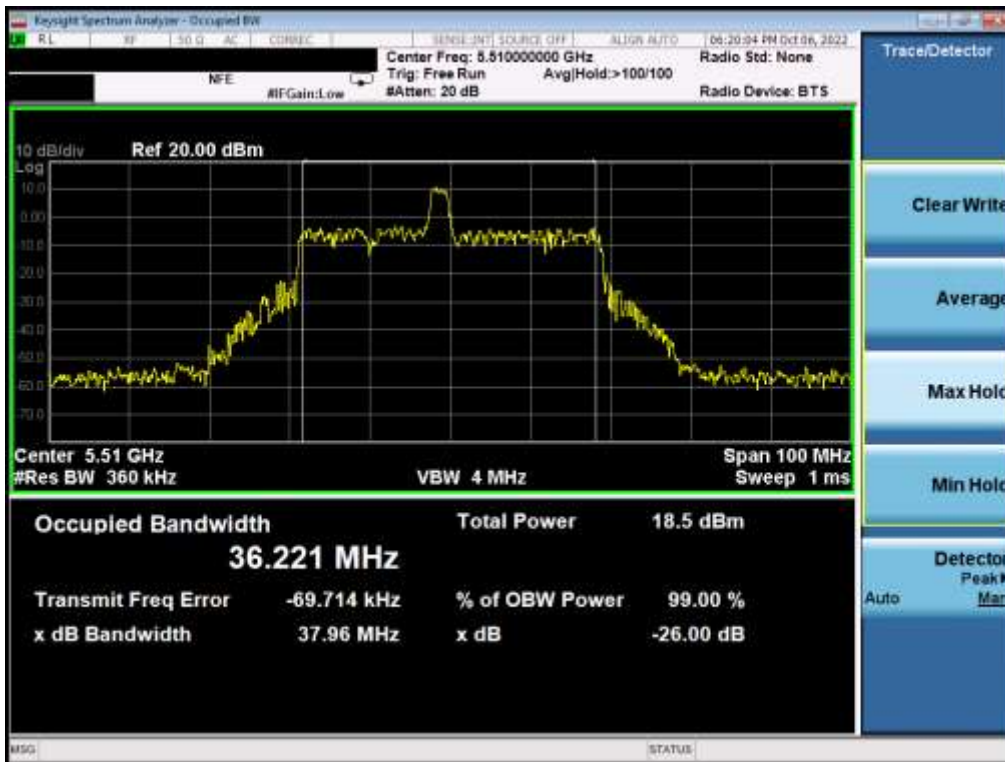 Keysight Spectrum Analyzer - Occupied BW
RL RF 50 Ω AC CORREC SENSE:INT SOURCE OFF ALIGN AUTO 06:20:04 PM Oct 06, 2022
Center Freq: 5.510000000 GHz Radio Std: None
NFE Trig: Free Run Avg|Hold:>100/100
#IFGain:Low #Atten: 20 dB Radio Device: BTS
Trace/Detector
10 dB/div Ref 20.00 dBm
Log
10.0
0.00
-10.0
-20.0
-30.0
-40.0
-50.0
-60.0
-70.0
Center 5.51 GHz Span 100 MHz
#Res BW 360 kHz VBW 4 MHz Sweep 1 ms
Occupied Bandwidth Total Power 18.5 dBm
36.221 MHz
Transmit Freq Error -69.714 kHz % of OBW Power 99.00 %
x dB Bandwidth 37.96 MHz x dB -26.00 dB
Clear Write
Average
Max Hold
Min Hold
Detector
Peak
Auto Man
MSG STATUS